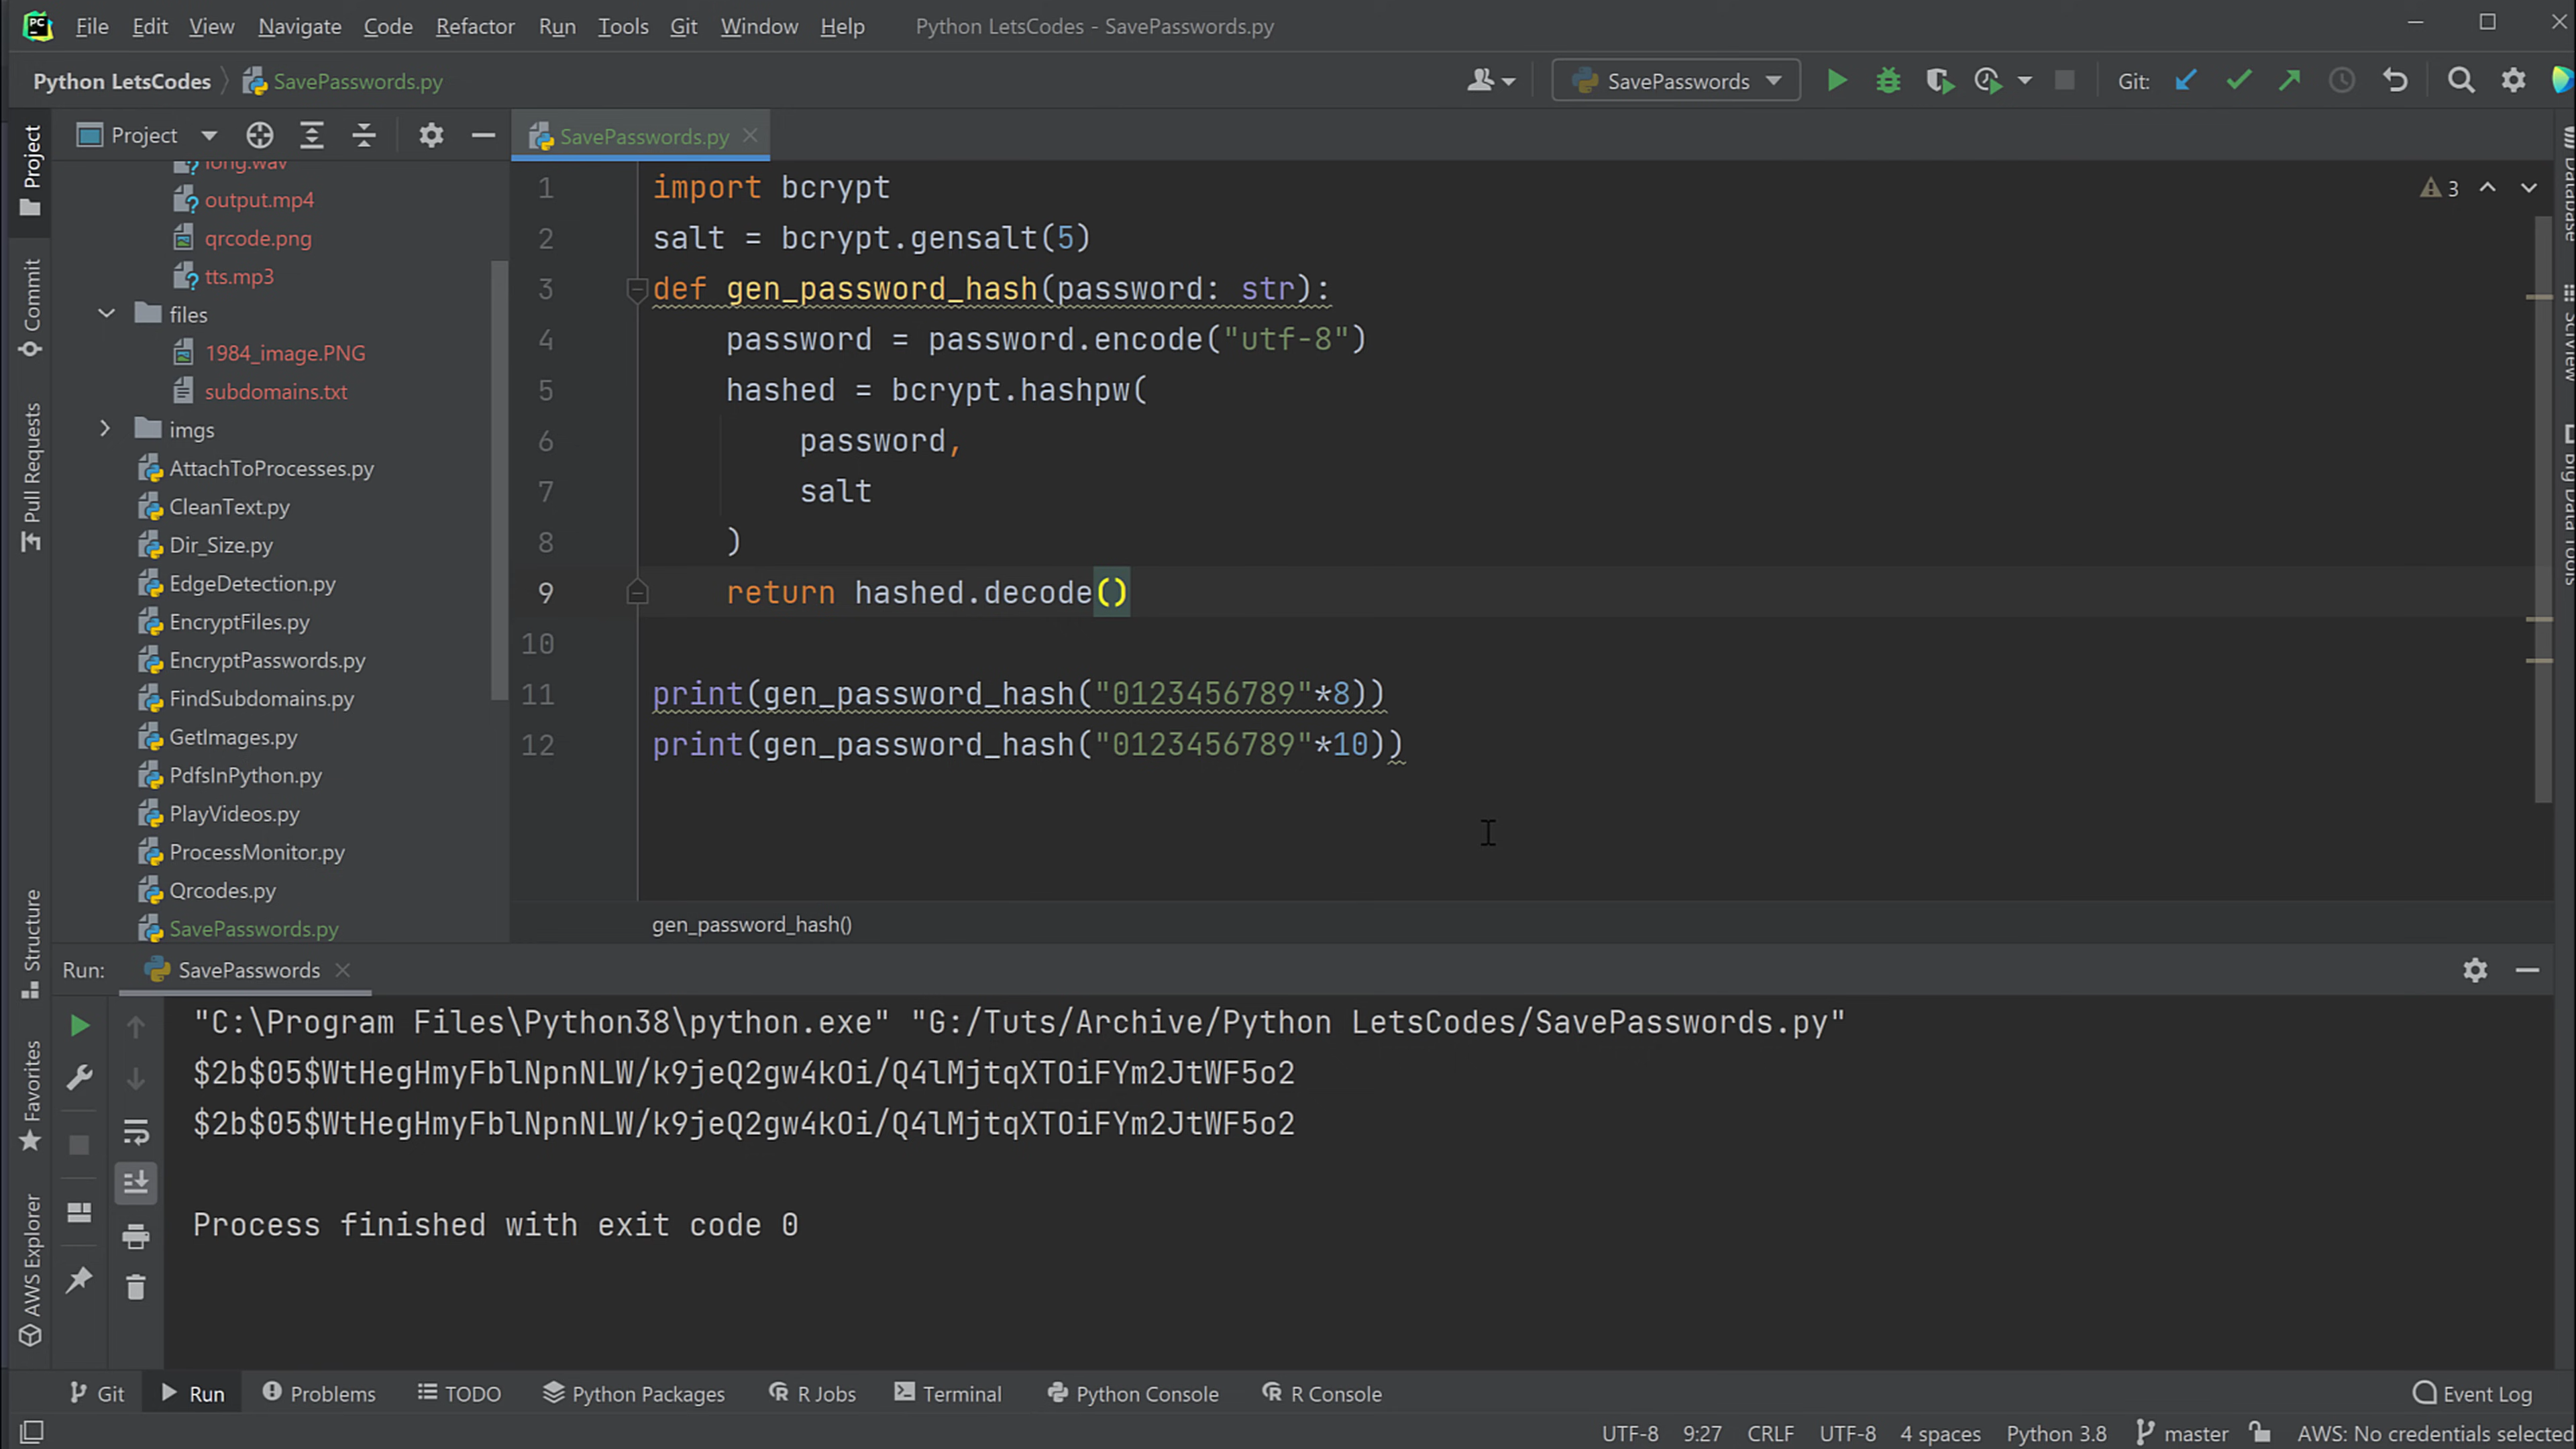 File Edit View Navigate Code Refactor Run Tools Git Window Help Python LetsCodes - SavePasswords.py
Python LetsCodes SavePasswords.py SavePasswords Git:
Project
SavePasswords.py
long.wav
output.mp4
qrcode.png
tts.mp3
files
1984_image.PNG
subdomains.txt
imgs
AttachToProcesses.py
CleanText.py
Dir_Size.py
EdgeDetection.py
EncryptFiles.py
EncryptPasswords.py
FindSubdomains.py
GetImages.py
PdfsInPython.py
PlayVideos.py
ProcessMonitor.py
Qrcodes.py
SavePasswords.py
Project
Commit
Pull Requests
Structure
Favorites
AWS Explorer
1 import bcrypt
2 salt = bcrypt.gensalt(5)
3 def gen_password_hash(password: str):
4 password = password.encode("utf-8")
5 hashed = bcrypt.hashpw(
6 password,
7 salt
8 )
9 return hashed.decode()
10
11 print(gen_password_hash("0123456789"*8))
12 print(gen_password_hash("0123456789"*10))
3
Database
SciView
Big Data Tools
gen_password_hash()
Run: SavePasswords
"C:\Program Files\Python38\python.exe" "G:/Tuts/Archive/Python LetsCodes/SavePasswords.py"
$2b$05$WtHegHmyFblNpnNLW/k9jeQ2gw4kOi/Q4lMjtqXTOiFYm2JtWF5o2
$2b$05$WtHegHmyFblNpnNLW/k9jeQ2gw4kOi/Q4lMjtqXTOiFYm2JtWF5o2
Process finished with exit code 0
Git Run Problems TODO Python Packages R Jobs Terminal Python Console R Console Event Log
UTF-8 9:27 CRLF UTF-8 4 spaces Python 3.8 master AWS: No credentials selected